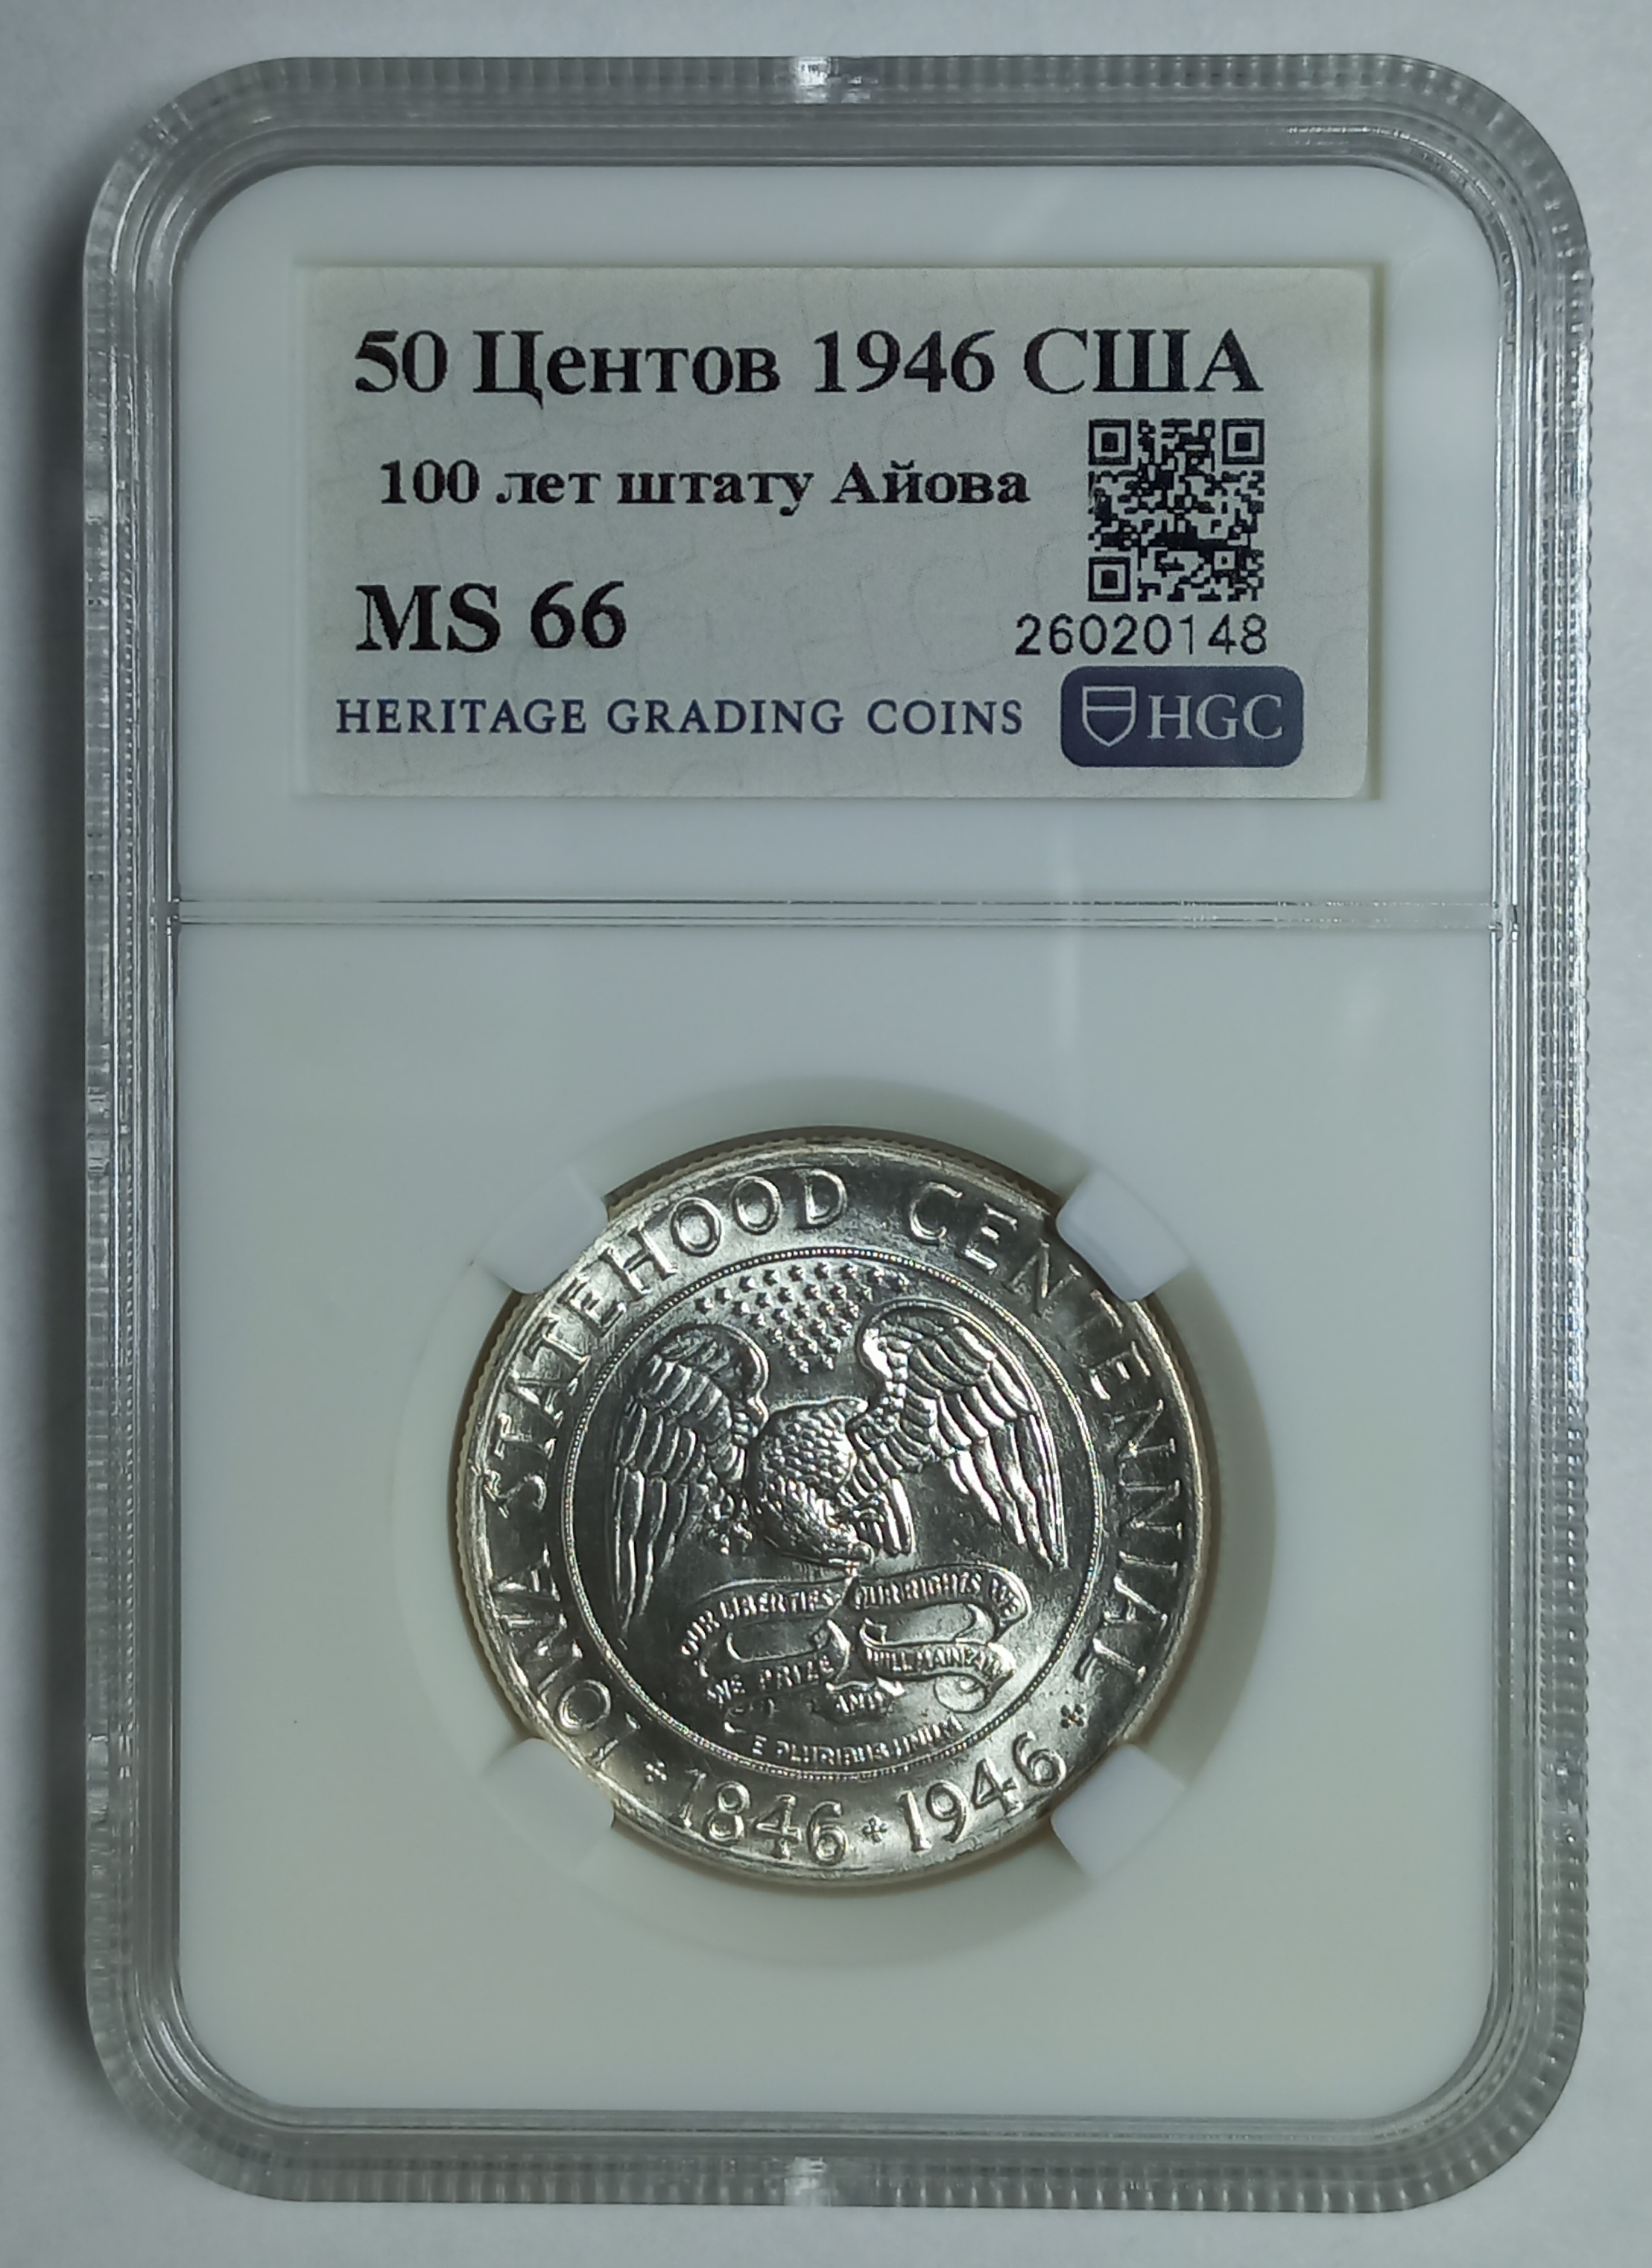 50 Центов 1946 США
100 лет штату Айова
MS 66
26020148
HERITAGE GRADING COINS HGC
IOWA STATEHOOD CENTENNIAL
OUR LIBERTIES OUR RIGHTS WE
WE PRIZE WILL MAINTAIN
AND
E PLURIBUS UNUM
1846 1946